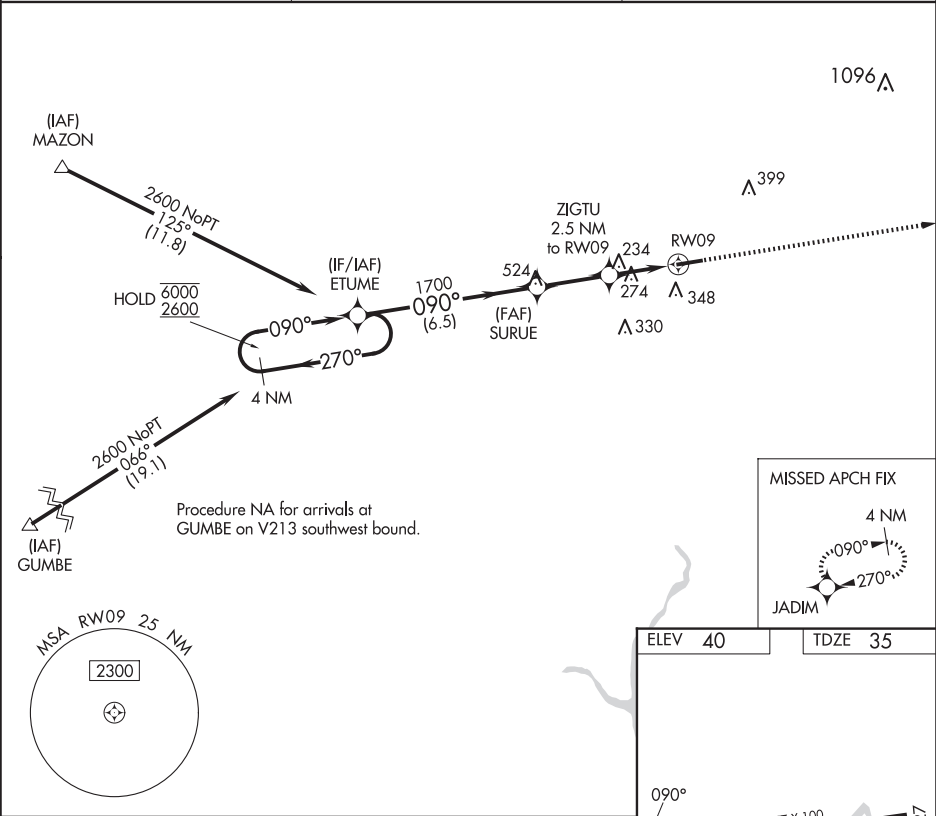 1096
(IAF)
MAZON
399
2600 NoPT
125°
(11.8)
ZIGTU
2.5 NM
to RW09
234
RW09
(IF/IAF)
ETUME
524
274
348
HOLD 6000
2600
1700
090°
(6.5)
(FAF)
SURUE
330
090°
270°
4 NM
2600 NoPT
066°
(19.1)
Procedure NA for arrivals at
GUMBE on V213 southwest bound.
(IAF)
GUMBE
MISSED APCH FIX
4 NM
090°
270°
JADIM
MSA RW09 25 NM
2300
ELEV 40
TDZE 35
090°
X 100